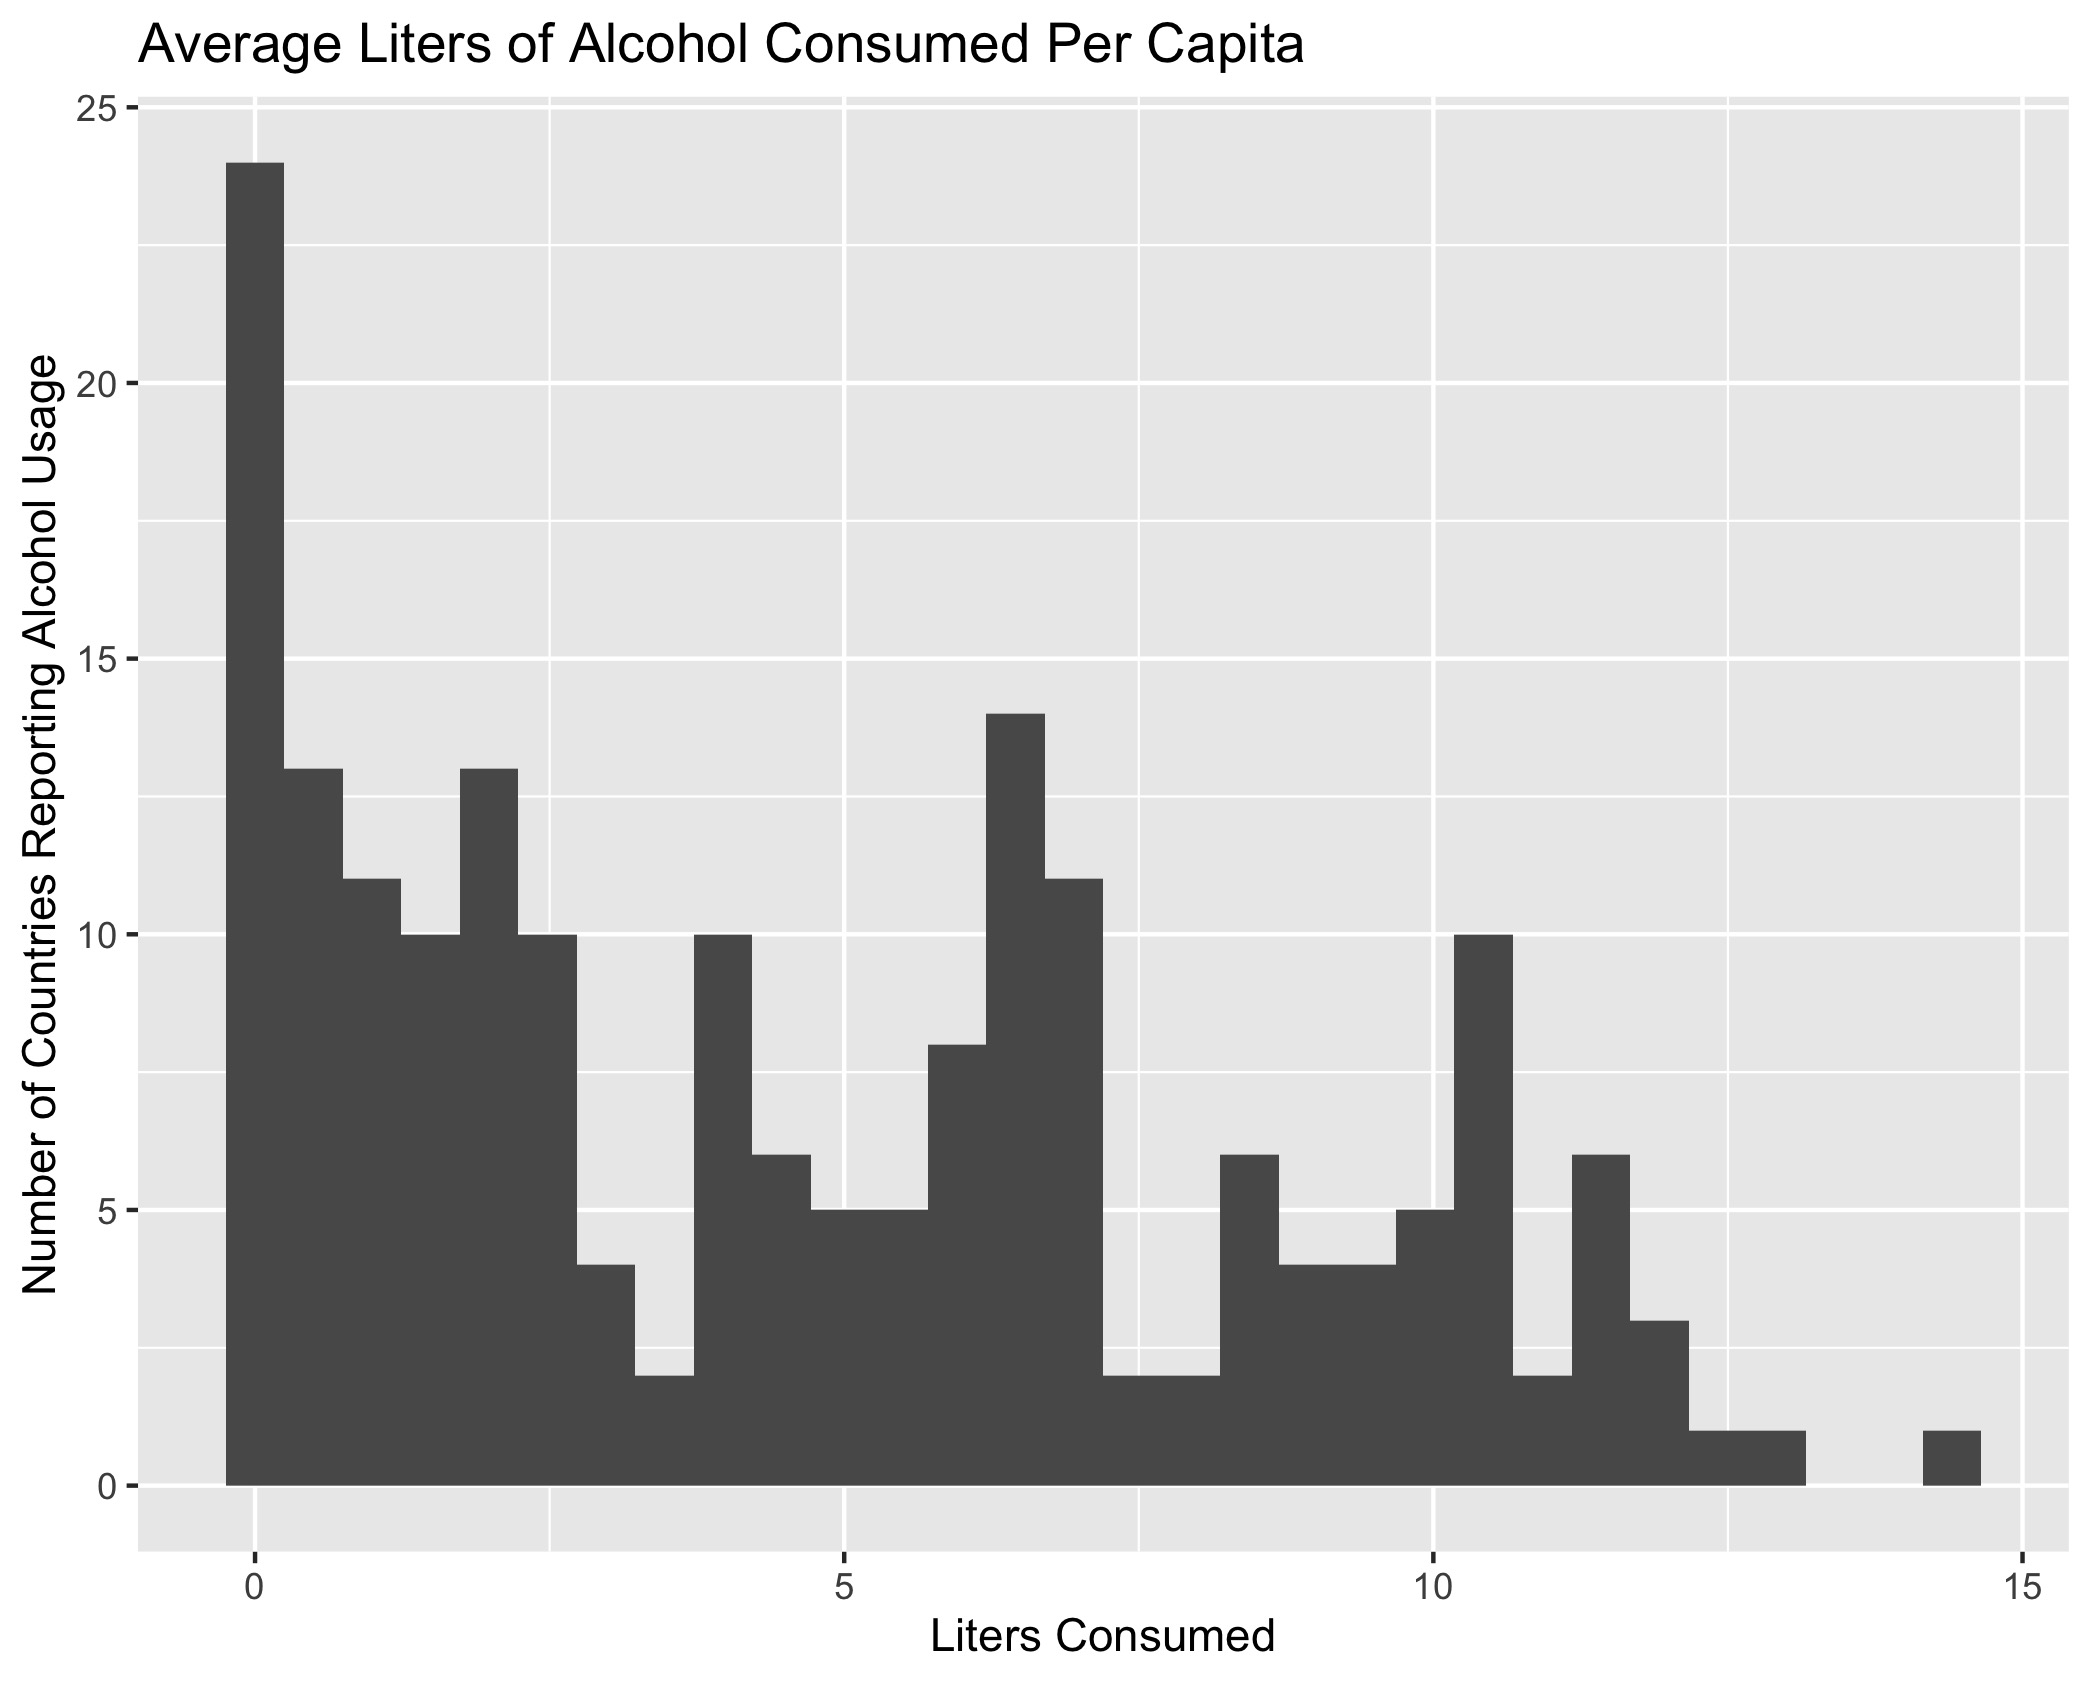 Average Liters of Alcohol Consumed Per Capita
Number of Countries Reporting Alcohol Usage
25
20
15
10
5
0
0 5 10 15
Liters Consumed